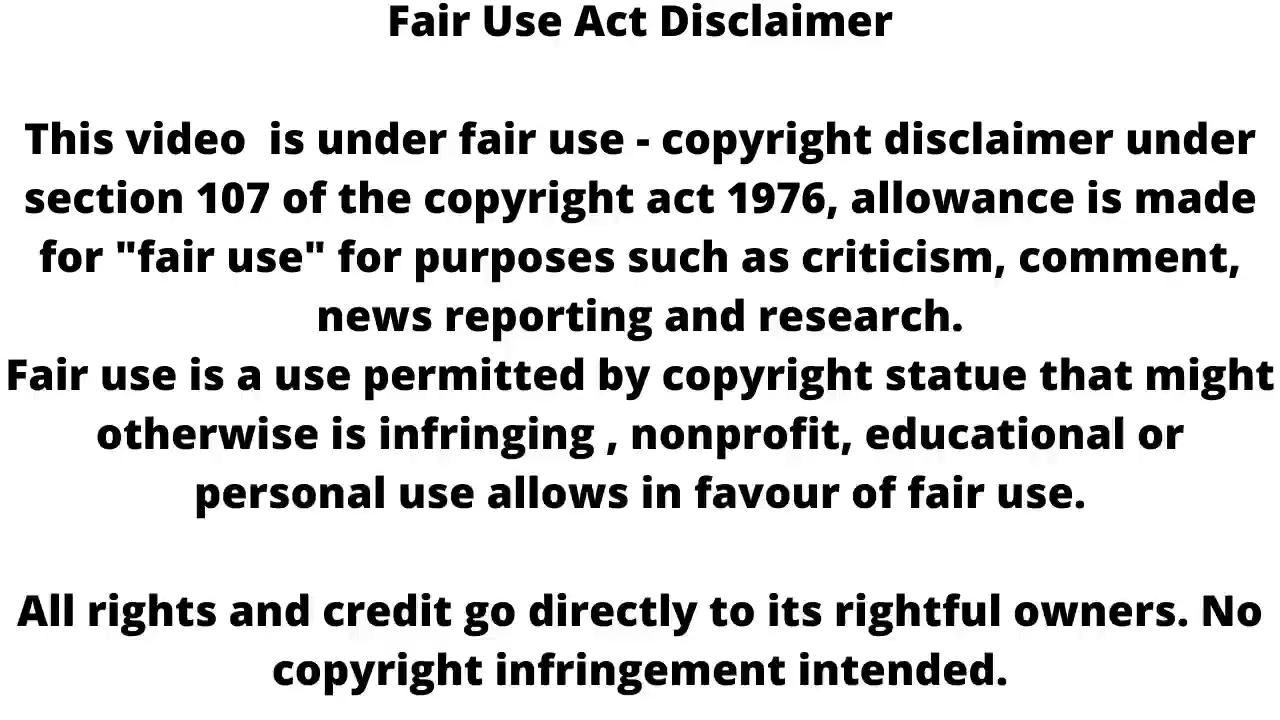 Fair Use Act Disclaimer
This video  is under fair use - copyright disclaimer under
section 107 of the copyright act 1976, allowance is made
for "fair use" for purposes such as criticism, comment,
news reporting and research.
Fair use is a use permitted by copyright statue that might
otherwise is infringing , nonprofit, educational or
personal use allows in favour of fair use.
All rights and credit go directly to its rightful owners. No
copyright infringement intended.